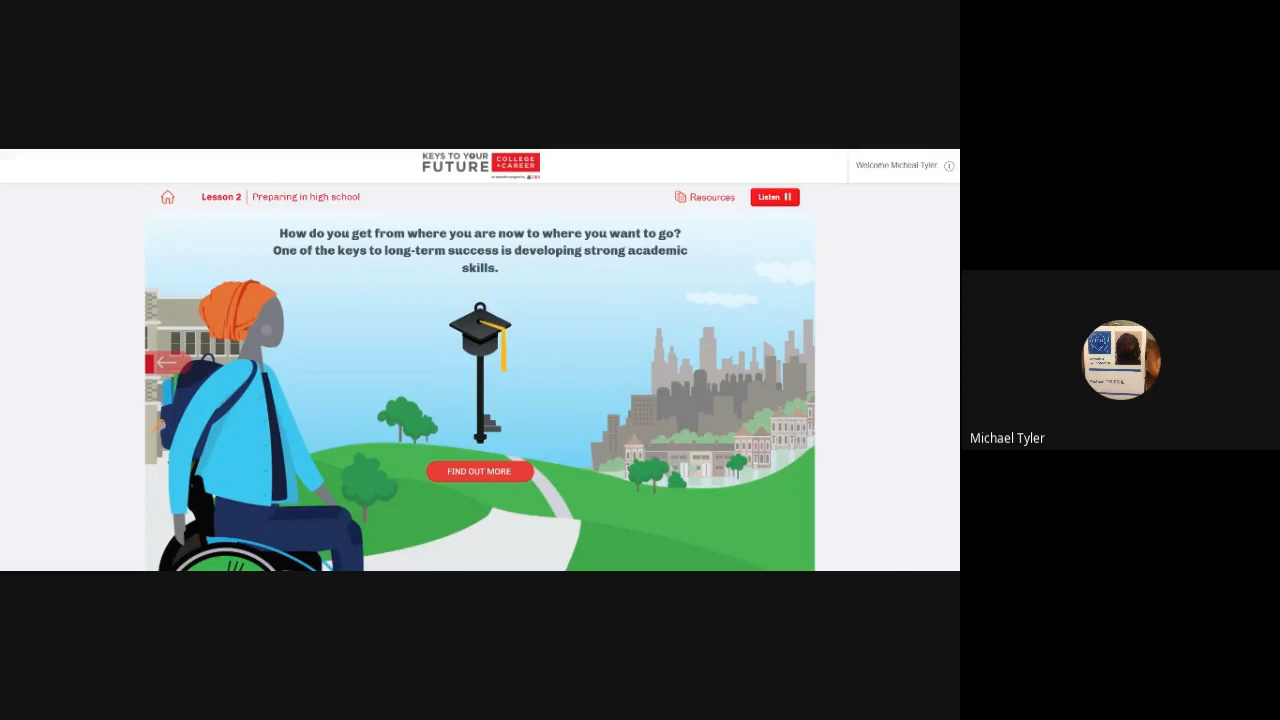 KEYS TO YOUR
FUTURE
COLLEGE
+CAREER
Welcome Micheal Tyler
Lesson 2 | Preparing in high school
Resources
Listen
How do you get from where you are now to where you want to go?
One of the keys to long-term success is developing strong academic
skills.
FIND OUT MORE
Michael Tyler